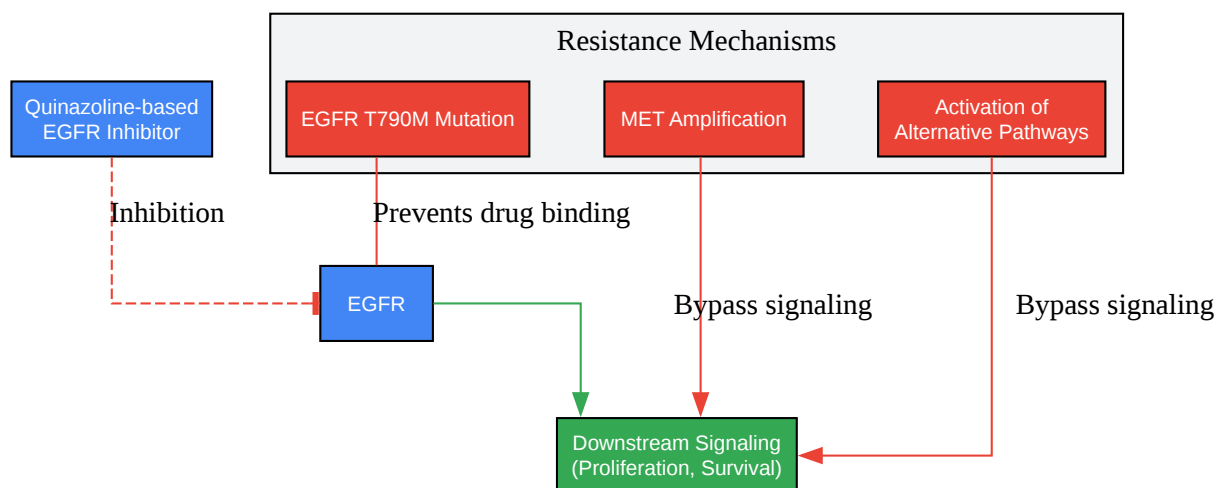 Resistance Mechanisms
Quinazoline-based
EGFR Inhibitor
EGFR T790M Mutation
MET Amplification
Activation of
Alternative Pathways
Inhibition
Prevents drug binding
EGFR
Bypass signaling
Bypass signaling
Downstream Signaling
(Proliferation, Survival)